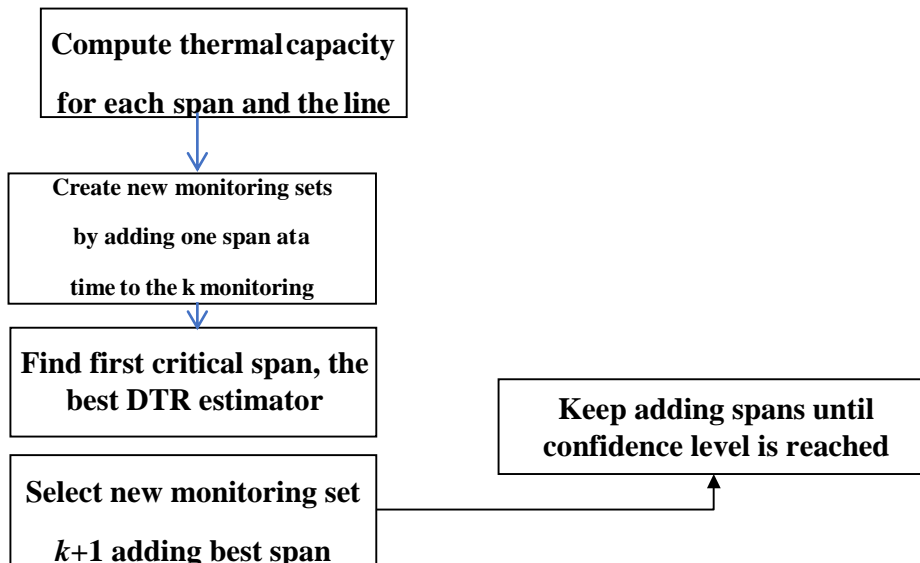 Compute thermal capacity
for each span and the line
Create new monitoring sets
by adding one span ata
time to the k monitoring
Find first critical span, the
best DTR estimator
Keep adding spans until
confidence level is reached
Select new monitoring set
k+1 adding best span